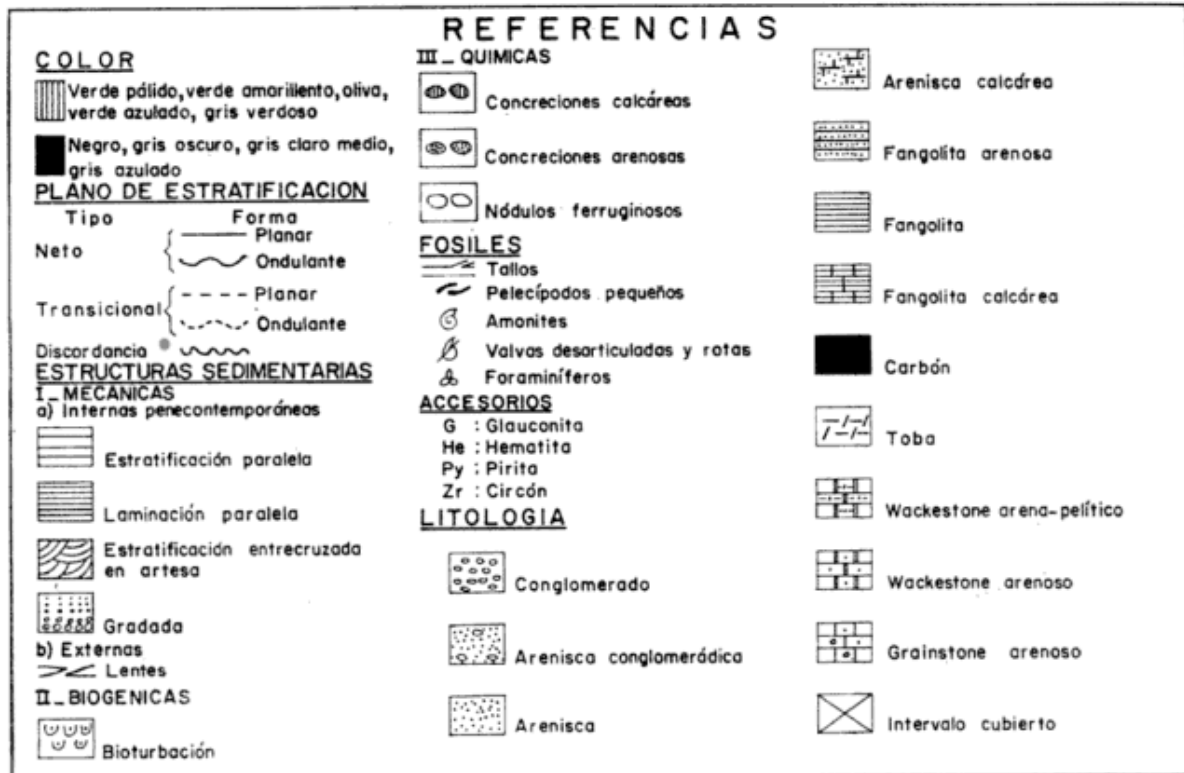 REFERENCIAS
COLOR
Verde pálido, verde amarillento, oliva,
verde azulado, gris verdoso
Negro, gris oscuro, gris claro medio,
gris azulado
PLANO DE ESTRATIFICACION
Tipo Forma
Neto
Planar
Ondulante
Transicional
Planar
Ondulante
Discordancia
ESTRUCTURAS SEDIMENTARIAS
I_MECÁNICAS
a) Internas penecontemporáneas
Estratificación paralela
Laminación paralela
Estratificación entrecruzada
en artesa
Gradada
b) Externas
Lentes
II_BIOGENICAS
Bioturbación
III_QUIMICAS
Concreciones calcáreas
Concreciones arenosas
Nódulos ferruginosos
FOSILES
Tallos
Pelecípodos pequeños
Amonites
Valvas desarticuladas y rotas
Foraminíferos
ACCESORIOS
G : Glauconita
He : Hematita
Py : Pirita
Zr : Circón
LITOLOGIA
Conglomerado
Arenisca conglomerádica
Arenisca
Arenisca calcárea
Fangolita arenosa
Fangolita
Fangolita calcárea
Carbón
Toba
Wackestone arena-pelítico
Wackestone arenoso
Grainstone arenoso
Intervalo cubierto